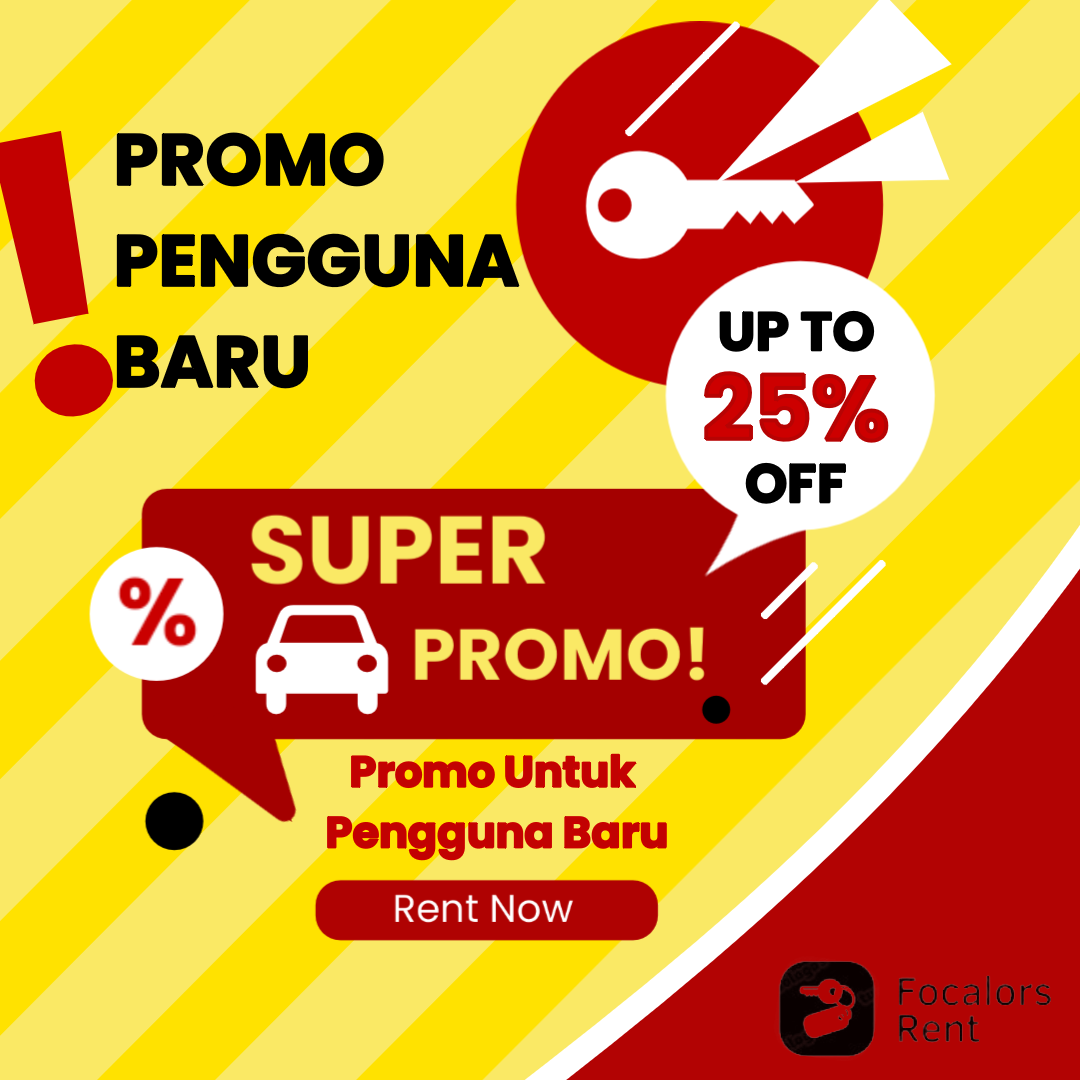 PROMO
PENGGUNA
BARU
UP TO
25%
OFF
SUPER
%
PROMO!
Promo Untuk
Pengguna Baru
Rent Now
Focalors
Rent